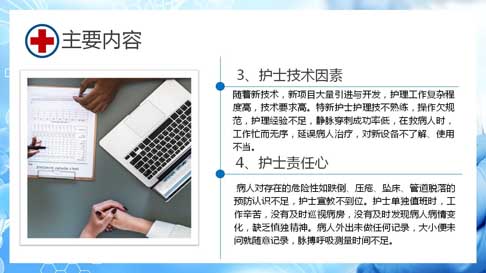 主要内容
3、护士技术因素
随着新技术，新项目大量引进与开发，护理工作复杂程
度高，技术要求高。特新护士护理技不熟练，操作欠规
范，护理经验不足，静脉穿刺成功率低，在救病人时，
工作忙而无序，延误病人治疗，对新设备不了解、使用
不当。
4、护士责任心
病人对存在的危险性如跌倒、压疮、坠床、管道脱落的
预防认识不足，护士宣教不到位。护士单独值班时，工
作辛苦，没有及时巡视病房，没有及时发现病人病情变
化，缺乏慎独精神。病人外出未做任何记录，大小便未
问就随意记录，脉搏呼吸测量时间不足。